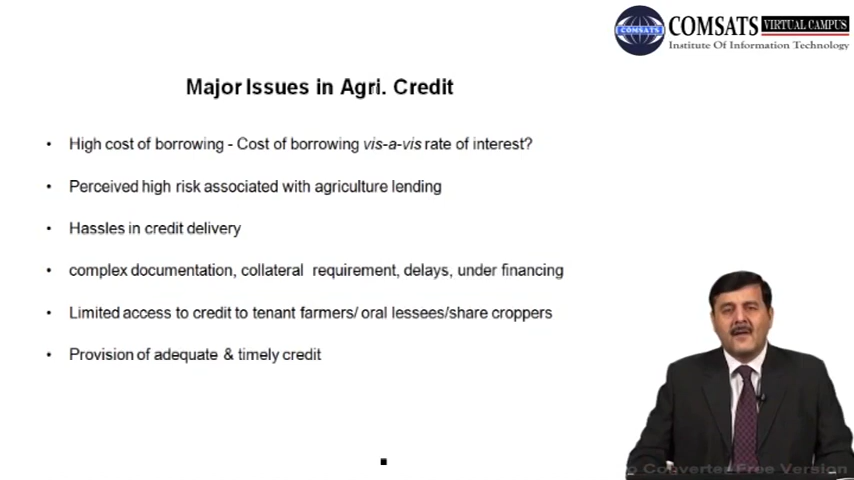 COMSATS
COMSATS VIRTUAL CAMPUS
Institute Of Information Technology
Major Issues in Agri. Credit
• High cost of borrowing - Cost of borrowing vis-a-vis rate of interest?
• Perceived high risk associated with agriculture lending
• Hassles in credit delivery
• complex documentation, collateral requirement, delays, under financing
• Limited access to credit to tenant farmers/ oral lessees/share croppers
• Provision of adequate & timely credit
o Converter Free Version